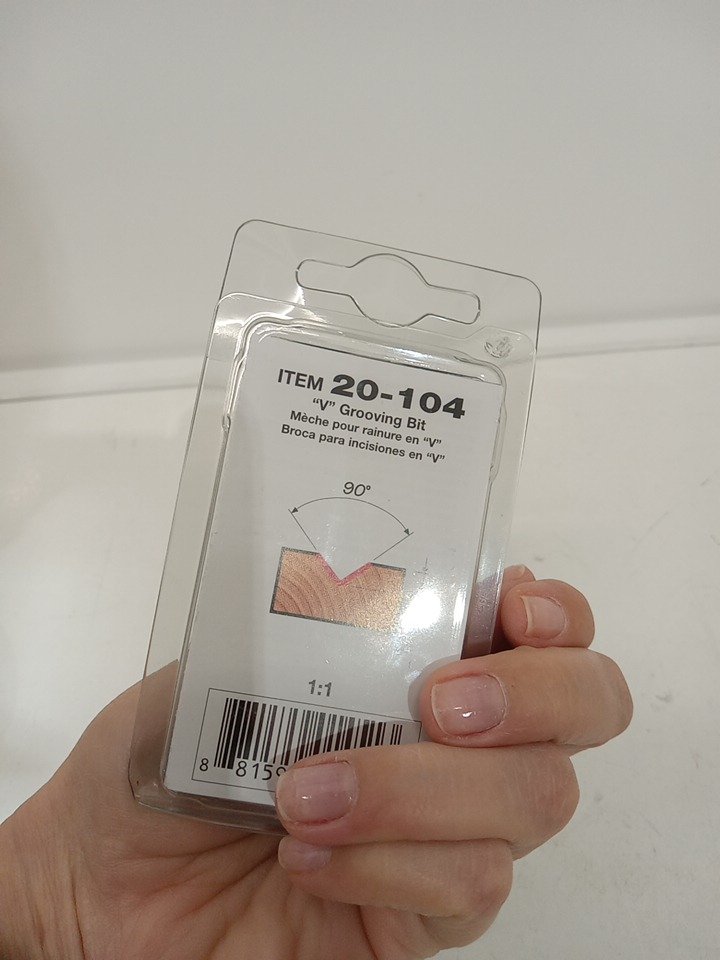 ITEM 20-104
“V” Grooving Bit
Mèche pour rainure en “V”
Broca para incisiones en “V”
90°
1:1
8 8159